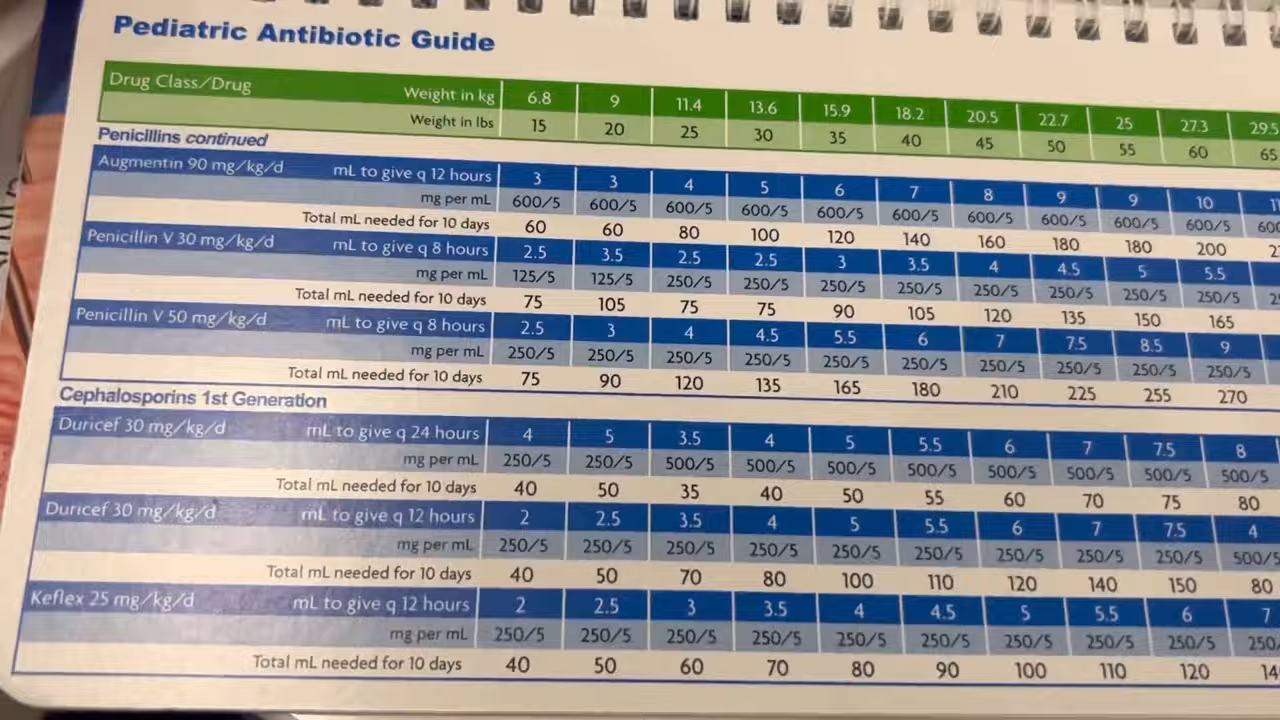 Pediatric Antibiotic Guide
Drug Class/Drug Weight in kg 6.8 9 11.4 13.6 15.9 18.2 20.5 22.7 25 27.3 29.5
Weight in lbs 15 20 25 30 35 40 45 50 55 60 65
Penicillins continued
Augmentin 90 mg/kg/d mL to give q 12 hours 3 3 4 5 6 7 8 9 9 10 11
mg per mL 600/5 600/5 600/5 600/5 600/5 600/5 600/5 600/5 600/5 600/5
Total mL needed for 10 days 60 60 80 100 120 140 160 180 180 200
Penicillin V 30 mg/kg/d mL to give q 8 hours 2.5 3.5 2.5 2.5 3 3.5 4 4.5 5 5.5
mg per mL 125/5 125/5 250/5 250/5 250/5 250/5 250/5 250/5 250/5 250/5
Total mL needed for 10 days 75 105 75 75 90 105 120 135 150 165
Penicillin V 50 mg/kg/d mL to give q 8 hours 2.5 3 4 4.5 5.5 6 7 7.5 8.5 9
mg per mL 250/5 250/5 250/5 250/5 250/5 250/5 250/5 250/5 250/5 250/5
Total mL needed for 10 days 75 90 120 135 165 180 210 225 255 270
Cephalosporins 1st Generation
Duricef 30 mg/kg/d mL to give q 24 hours 4 5 3.5 4 5 5.5 6 7 7.5 8
mg per mL 250/5 250/5 500/5 500/5 500/5 500/5 500/5 500/5 500/5 500/5
Total mL needed for 10 days 40 50 35 40 50 55 60 70 75 80
Duricef 30 mg/kg/d mL to give q 12 hours 2 2.5 3.5 4 5 5.5 6 7 7.5 4
mg per mL 250/5 250/5 250/5 250/5 250/5 250/5 250/5 250/5 250/5 500/5
Total mL needed for 10 days 40 50 70 80 100 110 120 140 150 80
Keflex 25 mg/kg/d mL to give q 12 hours 2 2.5 3 3.5 4 4.5 5 5.5 6 7
mg per mL 250/5 250/5 250/5 250/5 250/5 250/5 250/5 250/5 250/5 250/
Total mL needed for 10 days 40 50 60 70 80 90 100 110 120 14